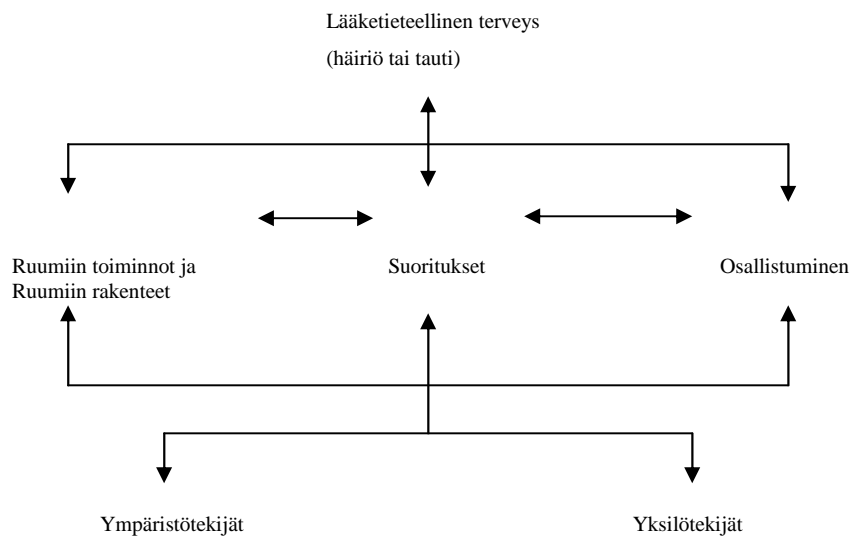 Lääketieteellinen terveys
(häiriö tai tauti)
Ruumiin toiminnot ja
Ruumiin rakenteet
Suoritukset
Osallistuminen
Ympäristötekijät
Yksilötekijät